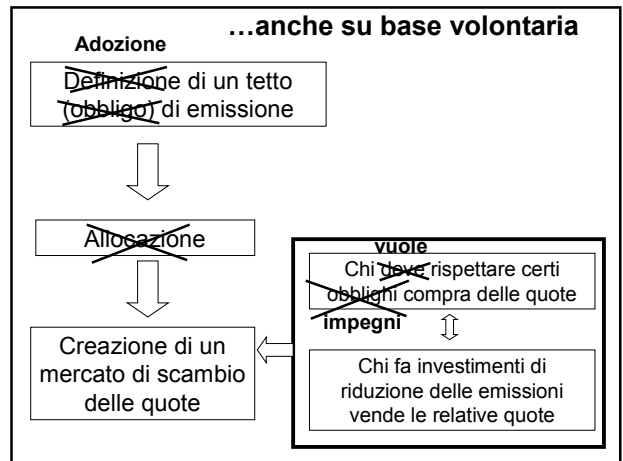 …anche su base volontaria
Adozione
Definizione di un tetto
(obbligo) di emissione
Allocazione
vuole
Chi deve rispettare certi
obblighi compra delle quote
impegni
Creazione di un
mercato di scambio
delle quote
Chi fa investimenti di
riduzione delle emissioni
vende le relative quote